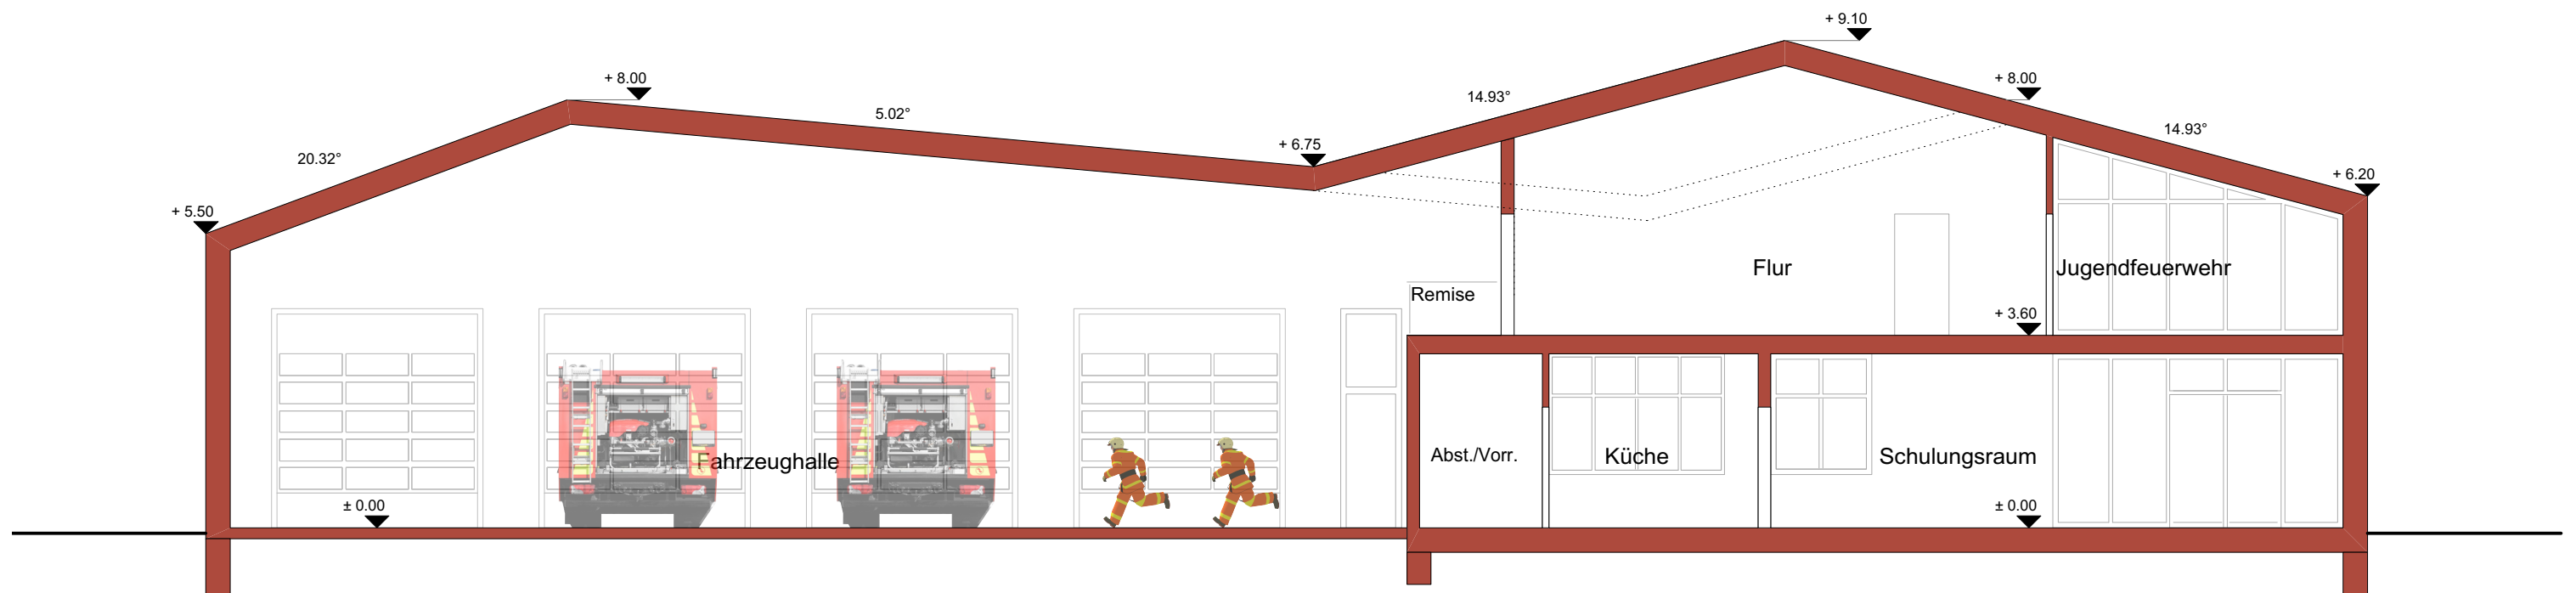 + 9.10
+ 8.00
+ 8.00
14.93°
5.02°
14.93°
+ 6.75
20.32°
+ 6.20
+ 5.50
Flur
Jugendfeuerwehr
Remise
+ 3.60
Abst./Vorr.
Küche
Schulungsraum
Fahrzeughalle
± 0.00
± 0.00